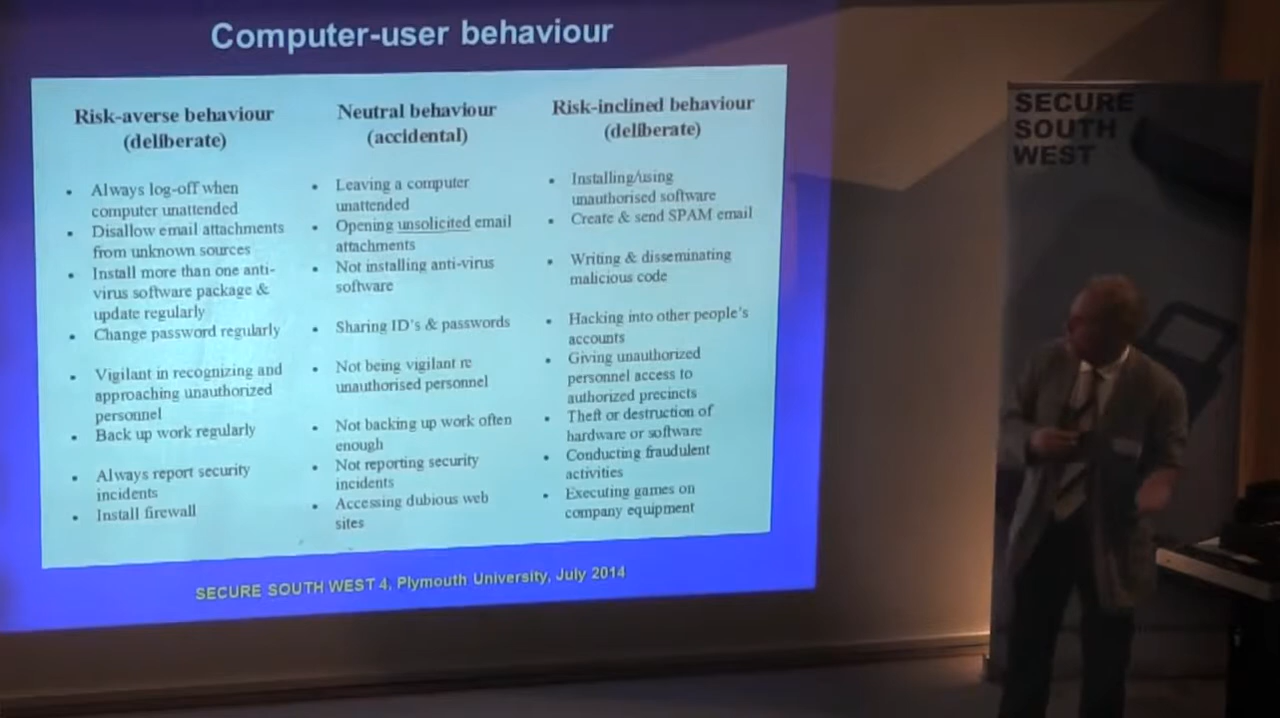 Computer-user behaviour
Risk-averse behaviour
(deliberate)
Always log-off when
computer unattended
Disallow email attachments
from unknown sources
Install more than one anti-
virus software package &
update regularly
Change password regularly
Vigilant in recognizing and
approaching unauthorized
personnel
Back up work regularly
Always report security
incidents
Install firewall
Neutral behaviour
(accidental)
Leaving a computer
unattended
Opening unsolicited email
attachments
Not installing anti-virus
software
Sharing ID's & passwords
Not being vigilant re
unauthorised personnel
Not backing up work often
enough
Not reporting security
incidents
Accessing dubious web
sites
Risk-inclined behaviour
(deliberate)
Installing/using
unauthorised software
Create & send SPAM email
Writing & disseminating
malicious code
Hacking into other people's
accounts
Giving unauthorized
personnel access to
authorized precincts
Theft or destruction of
hardware or software
Conducting fraudulent
activities
Executing games on
company equipment
SECURE SOUTH WEST 4, Plymouth University, July 2014
SECURE
SOUTH
WEST